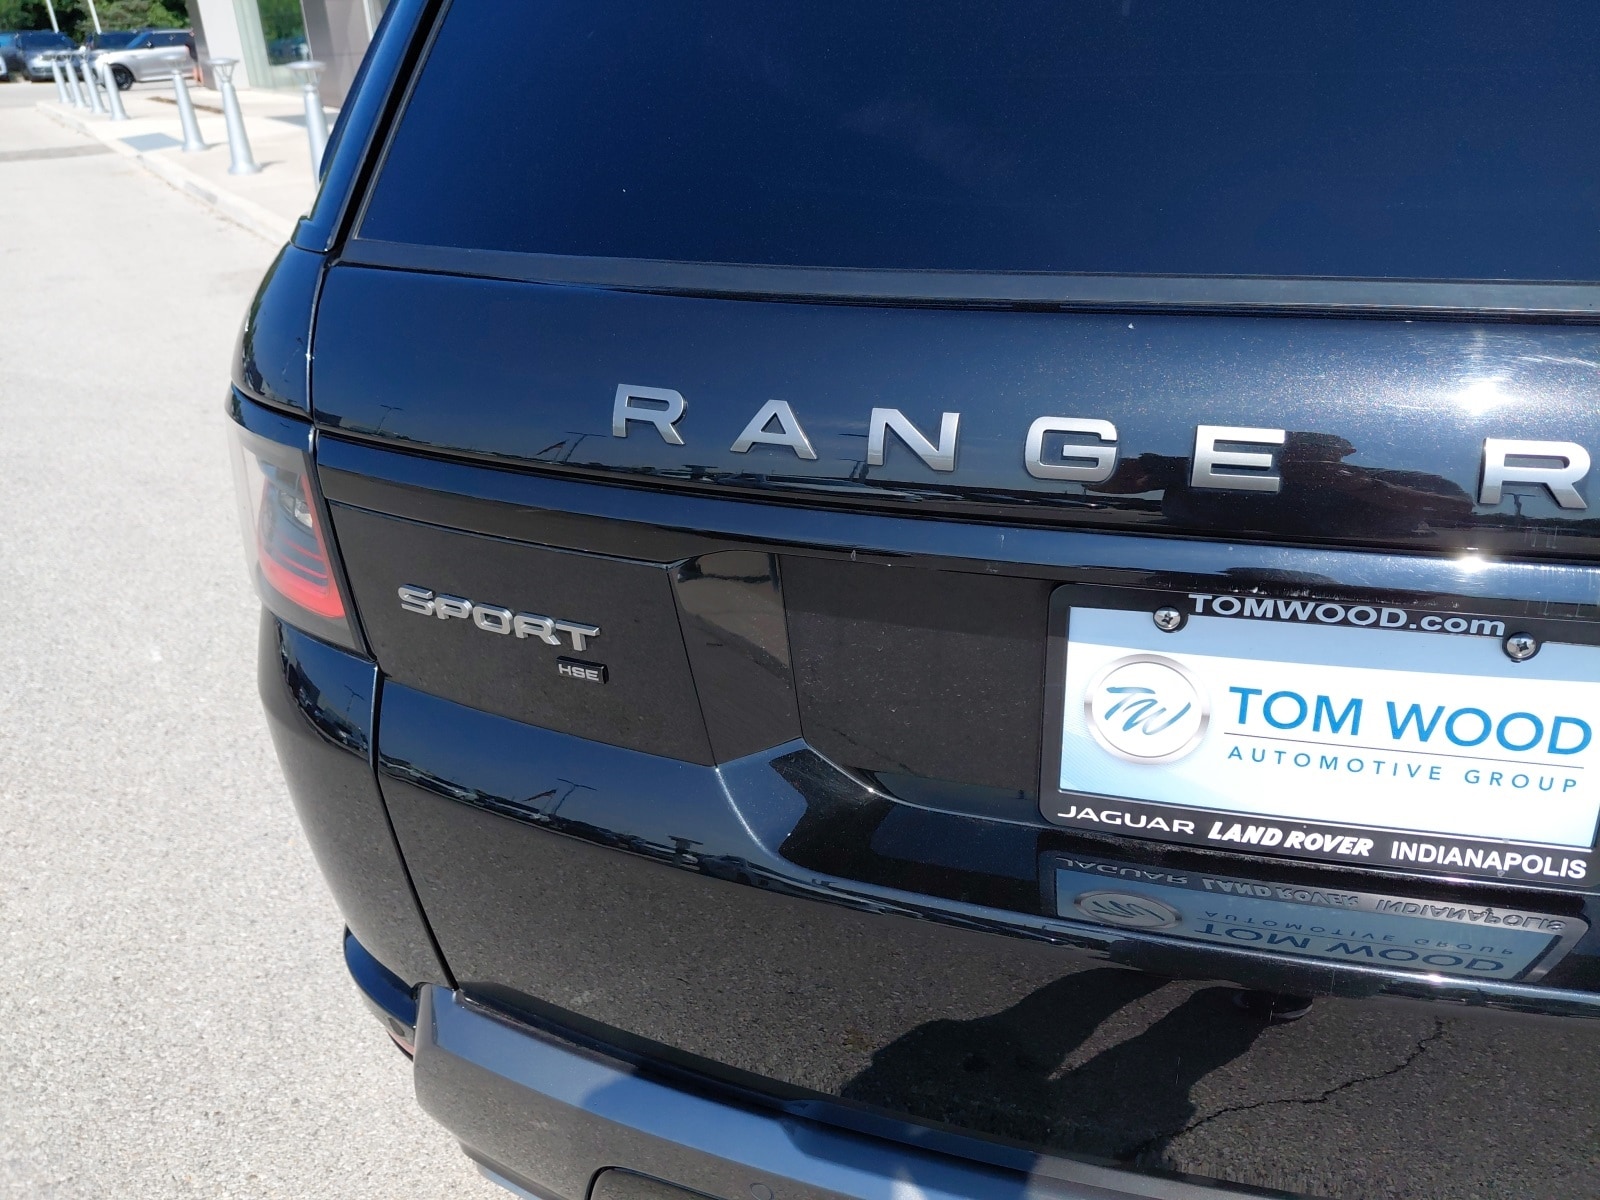 RANGE R
SPORT
HSE
TOMWOOD.com
TW
TOM WOOD
AUTOMOTIVE GROUP
JAGUAR LAND ROVER INDIANAPOLIS